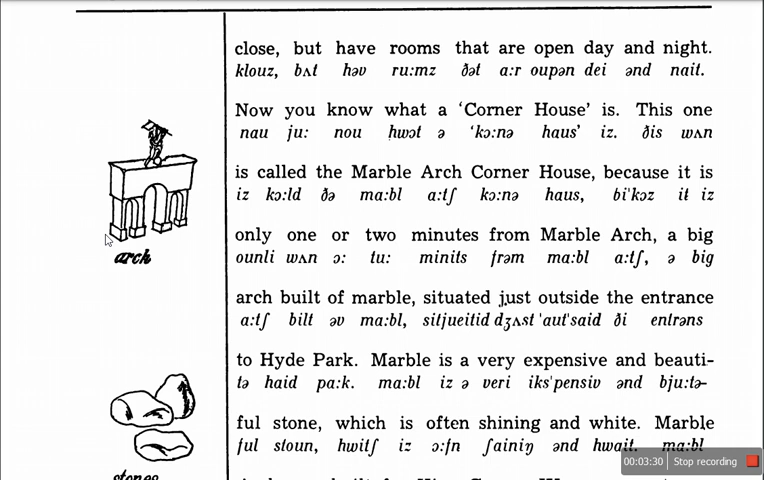 close, but have rooms that are open day and night.
klouz, bʌt həv ru:mz ðət a:r oupən dei ənd nait.
Now you know what a ‘Corner House’ is. This one
nau ju: nou hwɔt ə ‘kɔ:nə haus’ iz. ðis wʌn
is called the Marble Arch Corner House, because it is
iz kɔ:ld ðə ma:bl a:tʃ kɔ:nə haus, bi'kɔz it iz
only one or two minutes from Marble Arch, a big
ounli wʌn ɔ: tu: minits frəm ma:bl a:tʃ, ə big
arch
arch built of marble, situated just outside the entrance
a:tʃ bilt əv ma:bl, sitjueitid dʒʌst 'aut'said ði entrəns
to Hyde Park. Marble is a very expensive and beauti-
tə haid pa:k. ma:bl iz ə veri iks'pensiv ənd bju:tə-
ful stone, which is often shining and white. Marble
ful stoun, hwitʃ iz ɔ:fn ʃainiŋ ənd hwait. ma:bl
stones
00:03:30 Stop recording